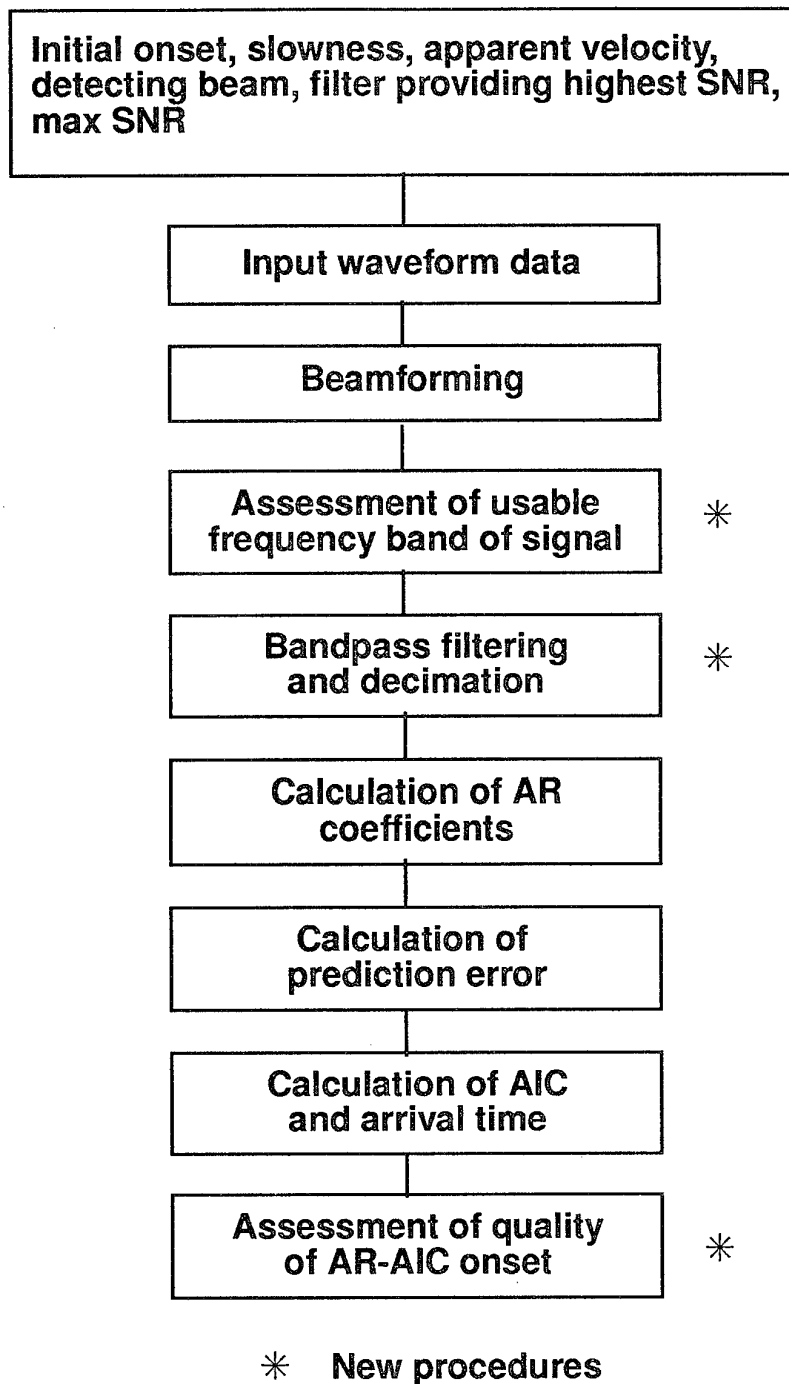 Initial onset, slowness, apparent velocity,
detecting beam, filter providing highest SNR,
max SNR
Input waveform data
Beamforming
Assessment of usable
frequency band of signal
*
Bandpass filtering
and decimation
*
Calculation of AR
coefficients
Calculation of
prediction error
Calculation of AIC
and arrival time
Assessment of quality
of AR-AIC onset
*
* New procedures